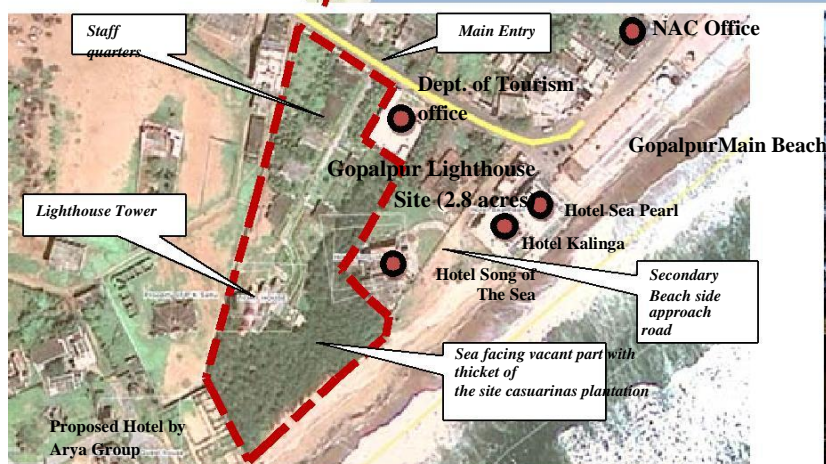 Staff
quarters
Main Entry
NAC Office
Dept. of Tourism
office
GopalpurMain Beach
Gopalpur Lighthouse
Site (2.8 acres
Lighthouse Tower
Hotel Sea Pearl
Hotel Kalinga
Hotel Song of
The Sea
Secondary
Beach side
approach
road
Sea facing vacant part with
thicket of
the site casuarinas plantation
Proposed Hotel by
Arya Group